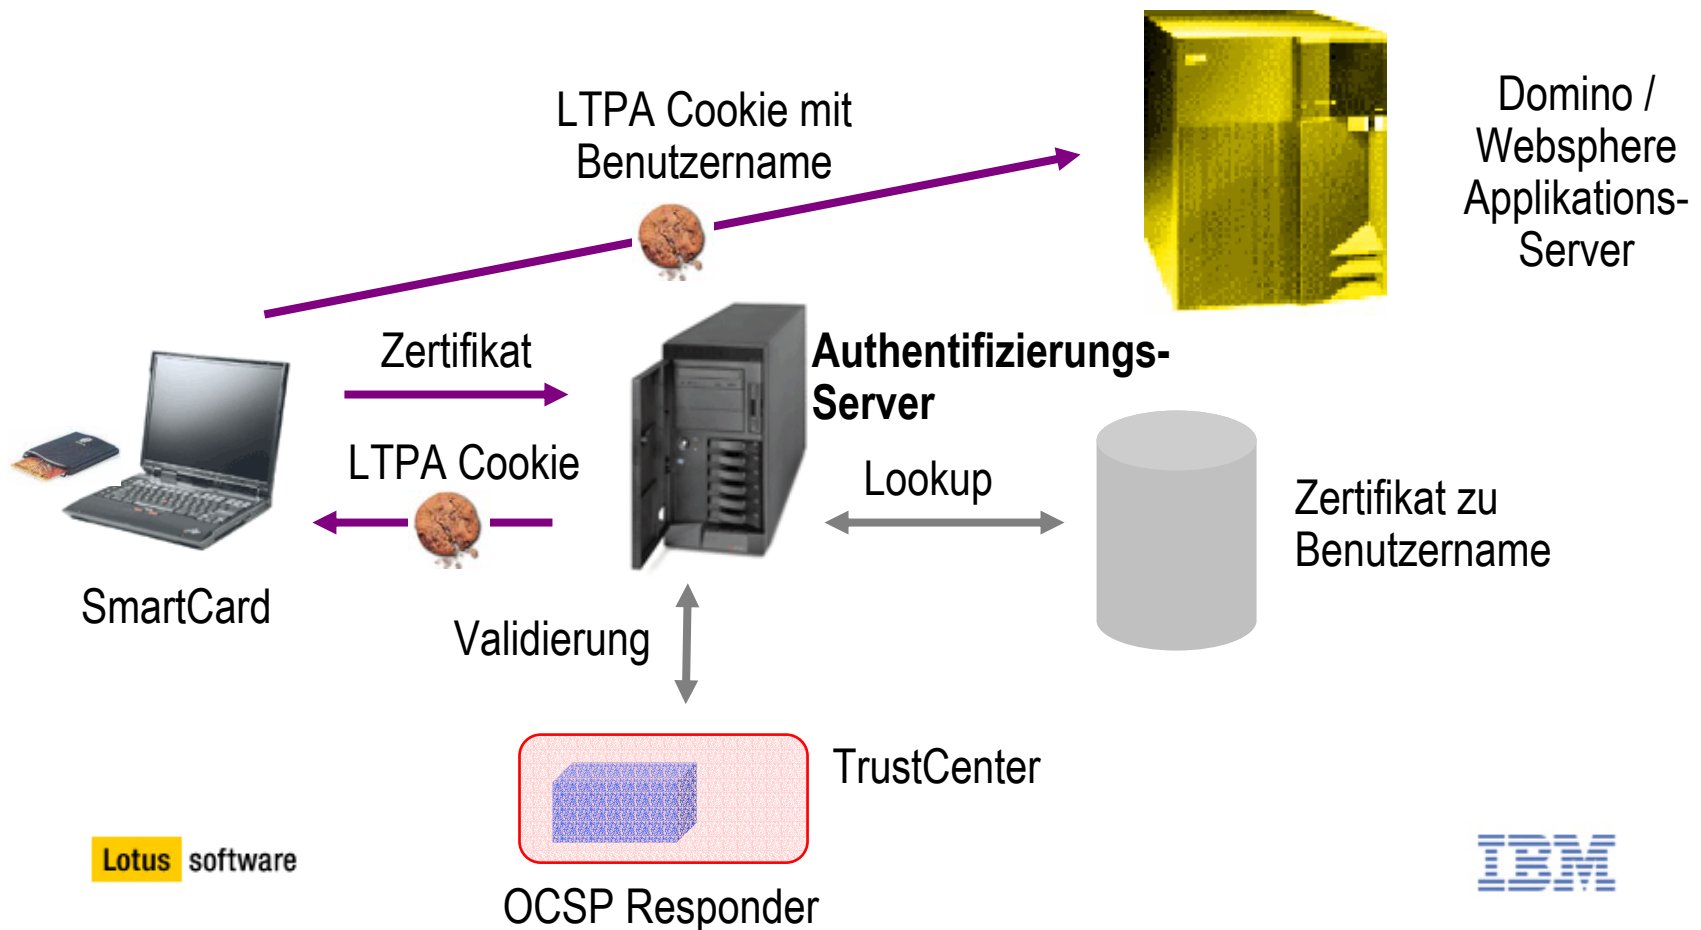 LTPA Cookie mit
Benutzername
Domino /
Websphere
Applikations-
Server
Zertifikat
Authentifizierungs-
Server
LTPA Cookie
Lookup
Zertifikat zu
Benutzername
SmartCard
Validierung
TrustCenter
OCSP Responder
Lotus software
IBM